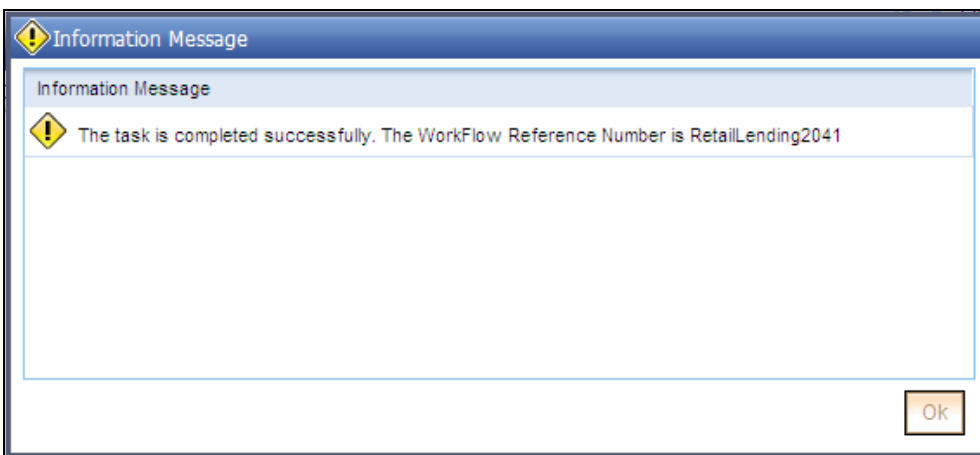 Information Message
Information Message
The task is completed successfully. The WorkFlow Reference Number is RetailLending2041
Ok